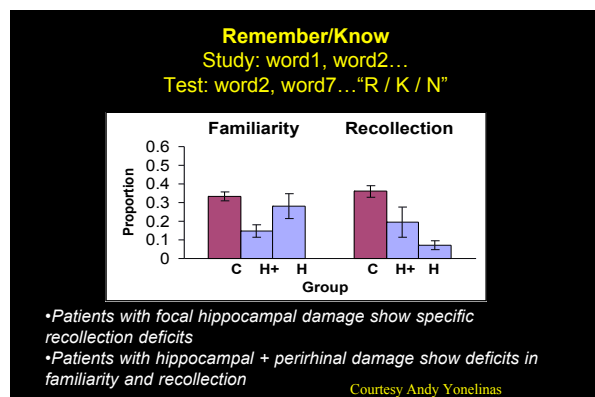 Remember/Know
Study: word1, word2…
Test: word2, word7…“R / K / N”
Familiarity Recollection
0.6
0.5
0.4
0.3
0.2
0.1
0
Proportion
C H+ H C H+ H
Group
•Patients with focal hippocampal damage show specific
recollection deficits
•Patients with hippocampal + perirhinal damage show deficits in
familiarity and recollection
Courtesy Andy Yonelinas